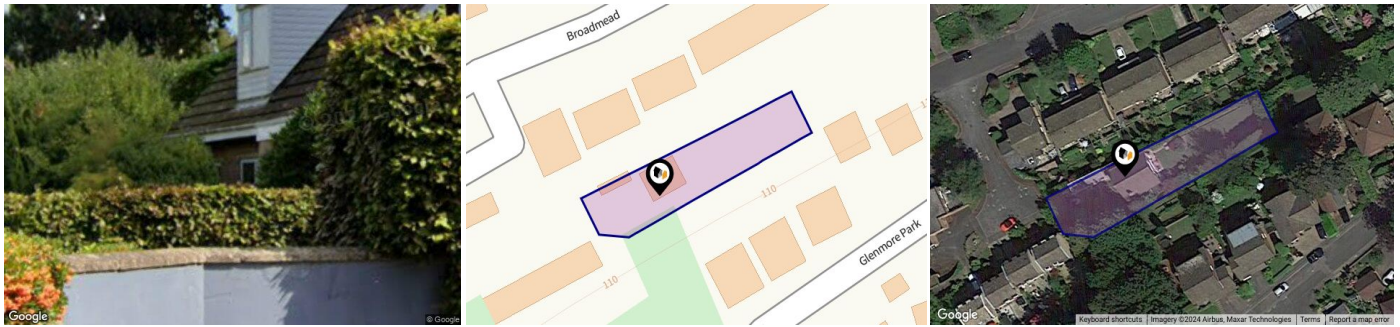 Google
© Google
Broadmead
110
110
Glenmore Park
Google
Keyboard shortcuts
Imagery ©2024 Airbus, Maxar Technologies
Terms
Report a map error